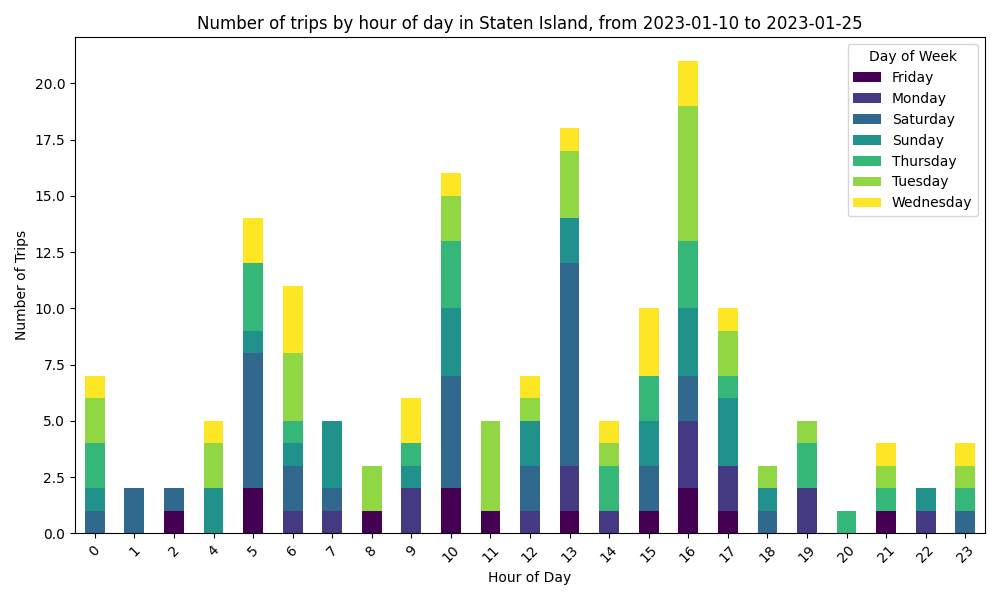 Number of trips by hour of day in Staten Island, from 2023-01-10 to 2023-01-25
Day of Week
Friday
Monday
Saturday
Sunday
Thursday
Tuesday
Wednesday
Number of Trips
20.0
17.5
15.0
12.5
10.0
7.5
5.0
2.5
0.0
0 1 2 4 5 6 7 8 9 10 11 12 13 14 15 16 17 18 19 20 21 22 23
Hour of Day